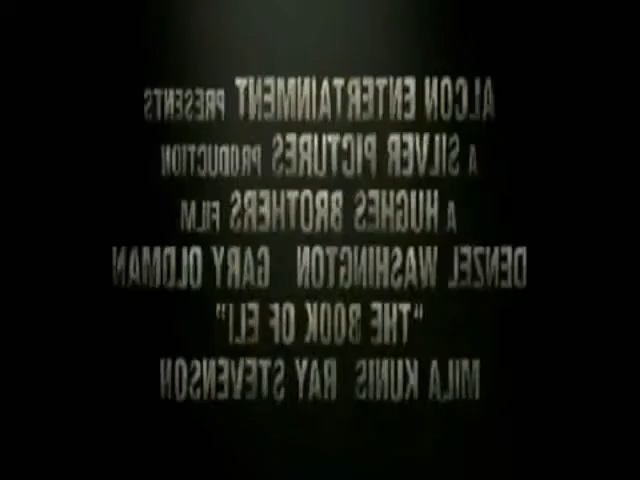 ALCON ENTERTAINMENT PRESENTS
A SILVER PICTURES PRODUCTION
A HUGHES BROTHERS FILM
DENZEL WASHINGTON GARY OLDMAN
"THE BOOK OF ELI"
MILA KUNIS RAY STEVENSON